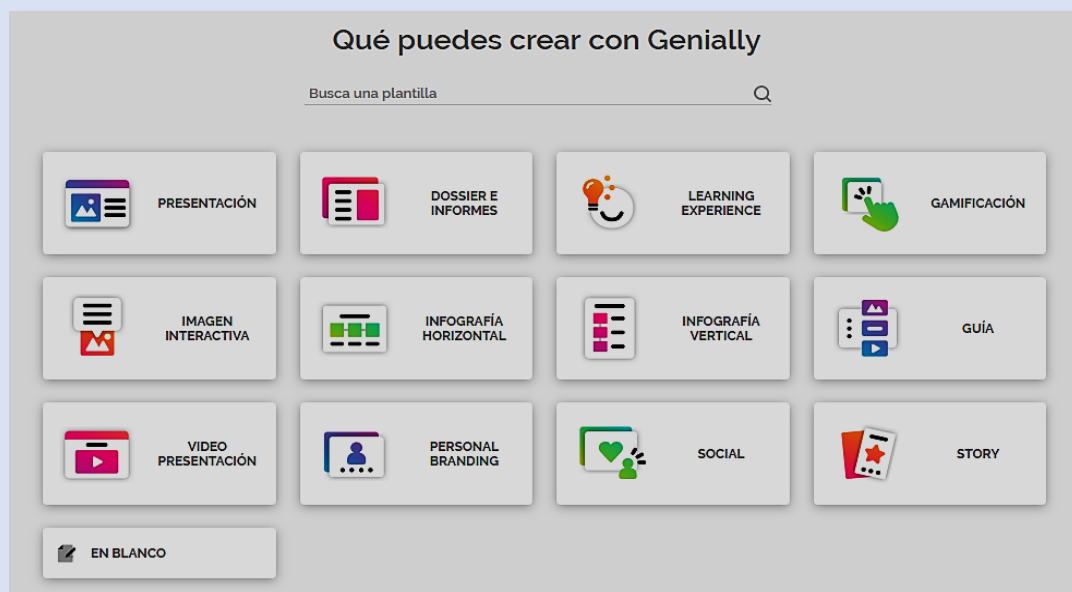 Qué puedes crear con Genially
Busca una plantilla
PRESENTACIÓN
DOSSIER E
INFORMES
LEARNING
EXPERIENCE
GAMIFICACIÓN
IMAGEN
INTERACTIVA
INFOGRAFÍA
HORIZONTAL
INFOGRAFÍA
VERTICAL
GUÍA
VIDEO
PRESENTACIÓN
PERSONAL
BRANDING
SOCIAL
STORY
EN BLANCO